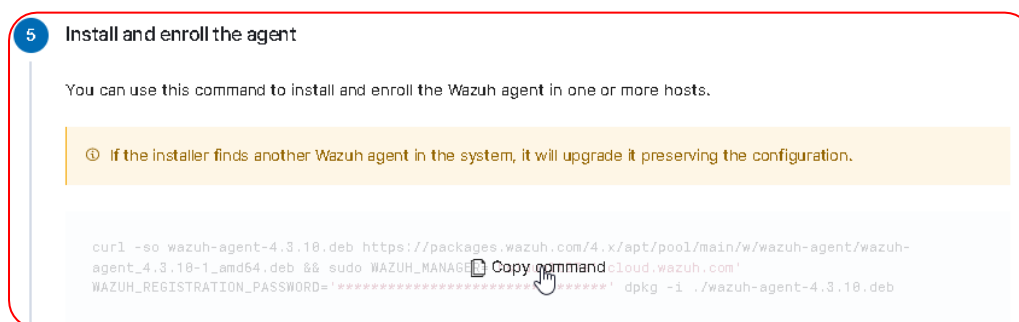 5 Install and enroll the agent
You can use this command to install and enroll the Wazuh agent in one or more hosts.
If the installer finds another Wazuh agent in the system, it will upgrade it preserving the configuration.
curl -so wazuh-agent-4.3.10.deb https://packages.wazuh.com/4.x/apt/pool/main/w/wazuh-agent/wazuh-
agent_4.3.10-1_amd64.deb && sudo WAZUH_MANAGER= Copy command cloud.wazuh.com'
WAZUH_REGISTRATION_PASSWORD='********************************' dpkg -i ./wazuh-agent-4.3.10.deb